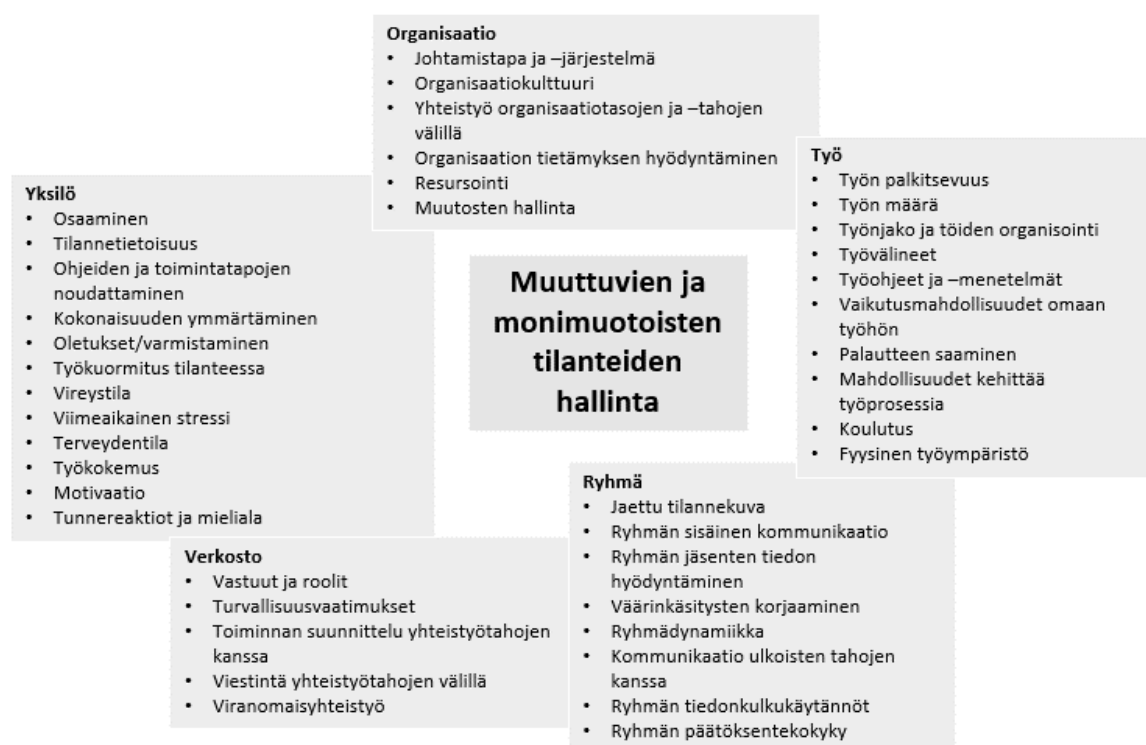 Organisaatio
• Johtamistapa ja –järjestelmä
• Organisaatiokulttuuri
• Yhteistyö organisaatiotasojen ja –tahojen
välillä
• Organisaation tietämyksen hyödyntäminen
• Resursointi
• Muutosten hallinta
Työ
• Työn palkitsevuus
• Työn määrä
• Työnjako ja töiden organisointi
• Työvälineet
• Työohjeet ja –menetelmät
• Vaikutusmahdollisuudet omaan
työhön
• Palautteen saaminen
• Mahdollisuudet kehittää
työprosessia
• Koulutus
• Fyysinen työympäristö
Yksilö
• Osaaminen
• Tilannetietoisuus
• Ohjeiden ja toimintatapojen
noudattaminen
• Kokonaisuuden ymmärtäminen
• Oletukset/varmistaminen
• Työkuormitus tilanteessa
• Vireystila
• Viimeaikainen stressi
• Terveydentila
• Työkokemus
• Motivaatio
• Tunnereaktiot ja mieliala
Muuttuvien ja
monimuotoisten
tilanteiden
hallinta
Ryhmä
• Jaettu tilannekuva
• Ryhmän sisäinen kommunikaatio
• Ryhmän jäsenten tiedon
hyödyntäminen
• Väärinkäsitysten korjaaminen
• Ryhmädynamiikka
• Kommunikaatio ulkoisten tahojen
kanssa
• Ryhmän tiedonkulkukäytännöt
• Ryhmän päätöksentekokyky
Verkosto
• Vastuut ja roolit
• Turvallisuusvaatimukset
• Toiminnan suunnittelu yhteistyötahojen
kanssa
• Viestintä yhteistyötahojen välillä
• Viranomaisyhteistyö